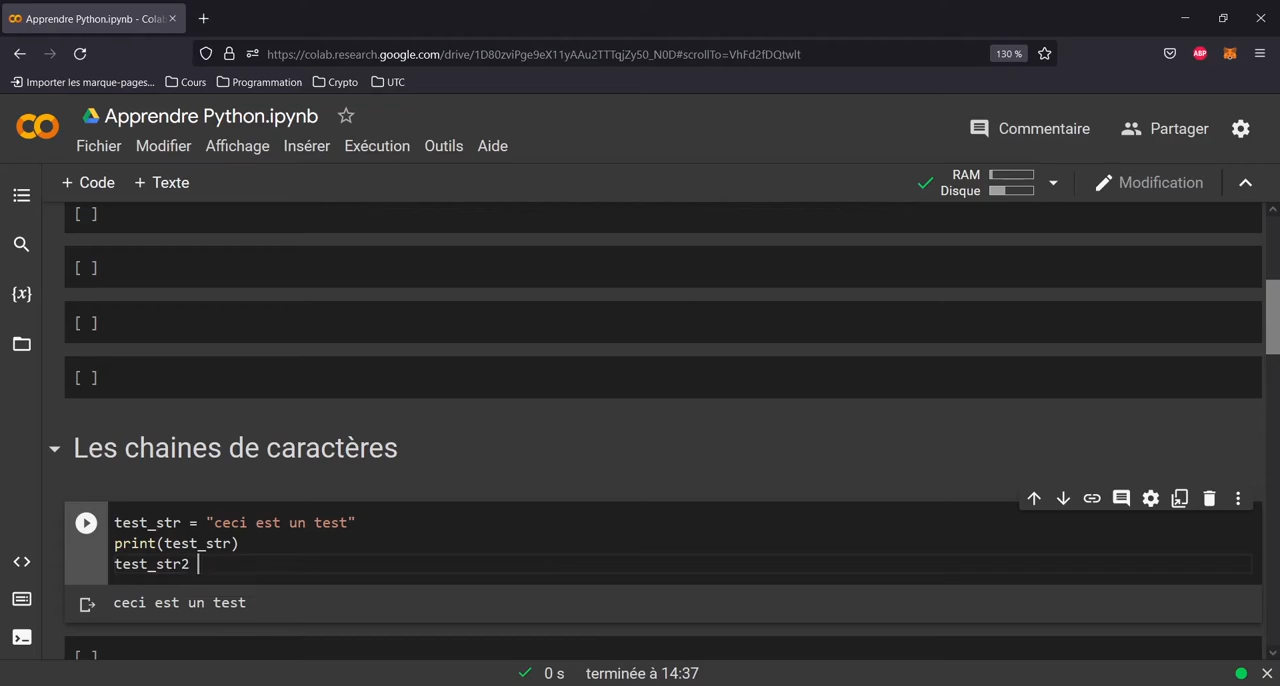 Apprendre Python.ipynb - Colab
https://colab.research.google.com/drive/1D80zviPge9eX11yAAu2TTTqjZy50_N0D#scrollTo=VhFd2fDQtwlt
130 %
ABP
Importer les marque-pages...
Cours
Programmation
Crypto
UTC
Apprendre Python.ipynb
Commentaire
Partager
Fichier
Modifier
Affichage
Insérer
Exécution
Outils
Aide
+ Code
+ Texte
RAM
Disque
Modification
[ ]
[ ]
{x}
[ ]
[ ]
Les chaines de caractères
test_str = "ceci est un test"
print(test_str)
test_str2
ceci est un test
[ ]
0 s
terminée à 14:37